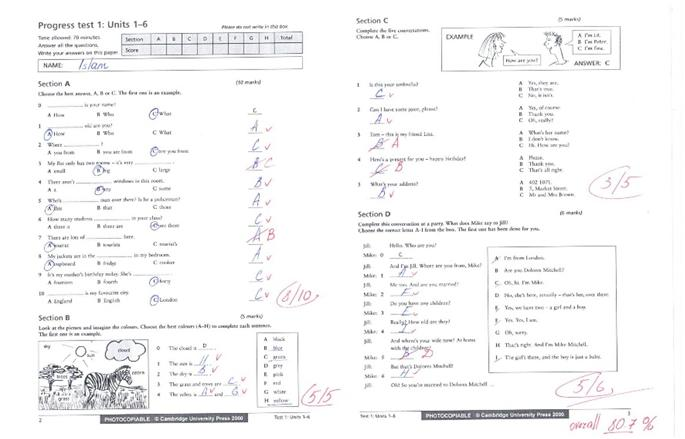 Progress test 1: Units 1–6
Please do not write in the box
Time allowed: 70 minutes
Answer all the questions.
Write your answers on this paper
Section A B C D E F G H Total
Score
NAME: Islam
Section A (10 marks)
Choose the best answer, A, B or C. The first one is an example.
0 .................. is your name?
A How B Who C What C
1 .................. old are you?
A How B Who C What A
2 Where .................. ?
A you from B you are from C are you from C
3 My flat only has two rooms – it's very .................. .
A small B big C large B C
4 There aren't .................. windows in this room.
A a B any C some B
5 Who's .................. man over there? Is he a policeman?
A this B that C those A
6 How many students .................. in your class?
A there is B there are C are there C
7 There are lots of .................. here.
A tourist B tourists C tourist's A B
8 My jackets are in the .................. in my bedroom.
A cupboard B fridge C cooker A
9 It's my mother's birthday today. She's .................. .
A fourteen B fourth C forty C
10 .................. is my favourite city.
A England B English C London C
8/10
Section B (5 marks)
Look at the picture and imagine the colours. Choose the best colours (A–H) to complete each sentence.
The first one is an example.
sky
sun
cloud
zebra
grass
0 The cloud is D
1 The sun is H
2 The sky is B
3 The grass and trees are C
4 The zebra is A and G
A black
B blue
C green
D grey
E pink
F red
G white
H yellow
5/5
2 PHOTOCOPIABLE © Cambridge University Press 2000 Test 1: Units 1–6
Section C (5 marks)
Complete the five conversations.
Choose A, B or C.
EXAMPLE
How are you?
A I'm Lil.
B I'm Peter.
C I'm fine.
ANSWER: C
1 Is this your umbrella?
C
A Yes, they are.
B That's true.
C No, it isn't.
2 Can I have some juice, please?
A
A Yes, of course.
B Thank you.
C Oh, really?
3 Tom – this is my friend Lisa.
B A
A What's her name?
B I don't know.
C Hi. How are you?
4 Here's a present for you – happy birthday!
C B
A Please.
B Thank you.
C That's all right.
5 What's your address?
B
A 602 1075.
B 5, Market Street.
C Mr and Mrs Brown.
3/5
Section D (6 marks)
Complete this conversation at a party. What does Mike say to Jill?
Choose the correct letter A–I from the box. The first one has been done for you.
Jill: Hello. Who are you?
Mike: 0 C
Jill: And I'm Jill. Where are you from, Mike?
Mike: 1 A
Jill: Me too. And are you married?
Mike: 2 F
Jill: Do you have any children?
Mike: 3 E
Jill: Really? How old are they?
Mike: 4 I
Jill: And where's your wife now? At home
with the children?
Mike: 5 D
Jill: But that's Dolores Mitchell!
Mike: 6
Jill: Oh! So you're married to Dolores Mitchell ...
A I'm from London.
B Are you Dolores Mitchell?
C Oh, hi. I'm Mike.
D No, she's here, actually – that's her, over there.
E Yes, we have two – a girl and a boy.
F Yes. Yes, I am.
G Oh, sorry.
H That's right. And I'm Mike Mitchell.
I The girl's three, and the boy is just a baby.
5/6
Test 1: Units 1–6 PHOTOCOPIABLE © Cambridge University Press 2000 3
overall 80.7 %